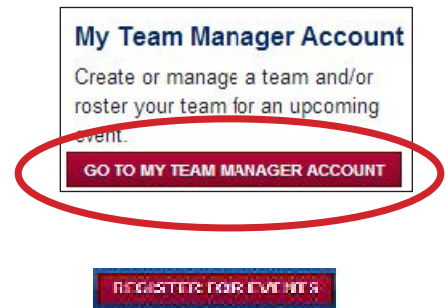 My Team Manager Account
Create or manage a team and/or
roster your team for an upcoming
event.
GO TO MY TEAM MANAGER ACCOUNT
REGISTER FOR EVENTS